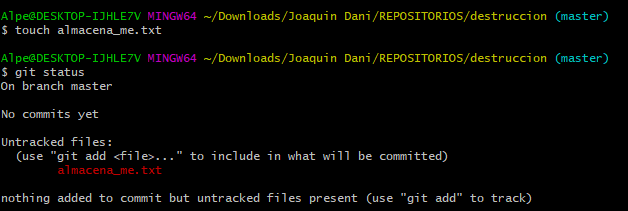 Alpe@DESKTOP-IJHLE7V MINGW64 ~/Downloads/Joaquin Dani/REPOSITORIOS/destruccion (master)
$ touch almacena_me.txt
Alpe@DESKTOP-IJHLE7V MINGW64 ~/Downloads/Joaquin Dani/REPOSITORIOS/destruccion (master)
$ git status
On branch master
No commits yet
Untracked files:
(use "git add <file>..." to include in what will be committed)
almacena_me.txt
nothing added to commit but untracked files present (use "git add" to track)